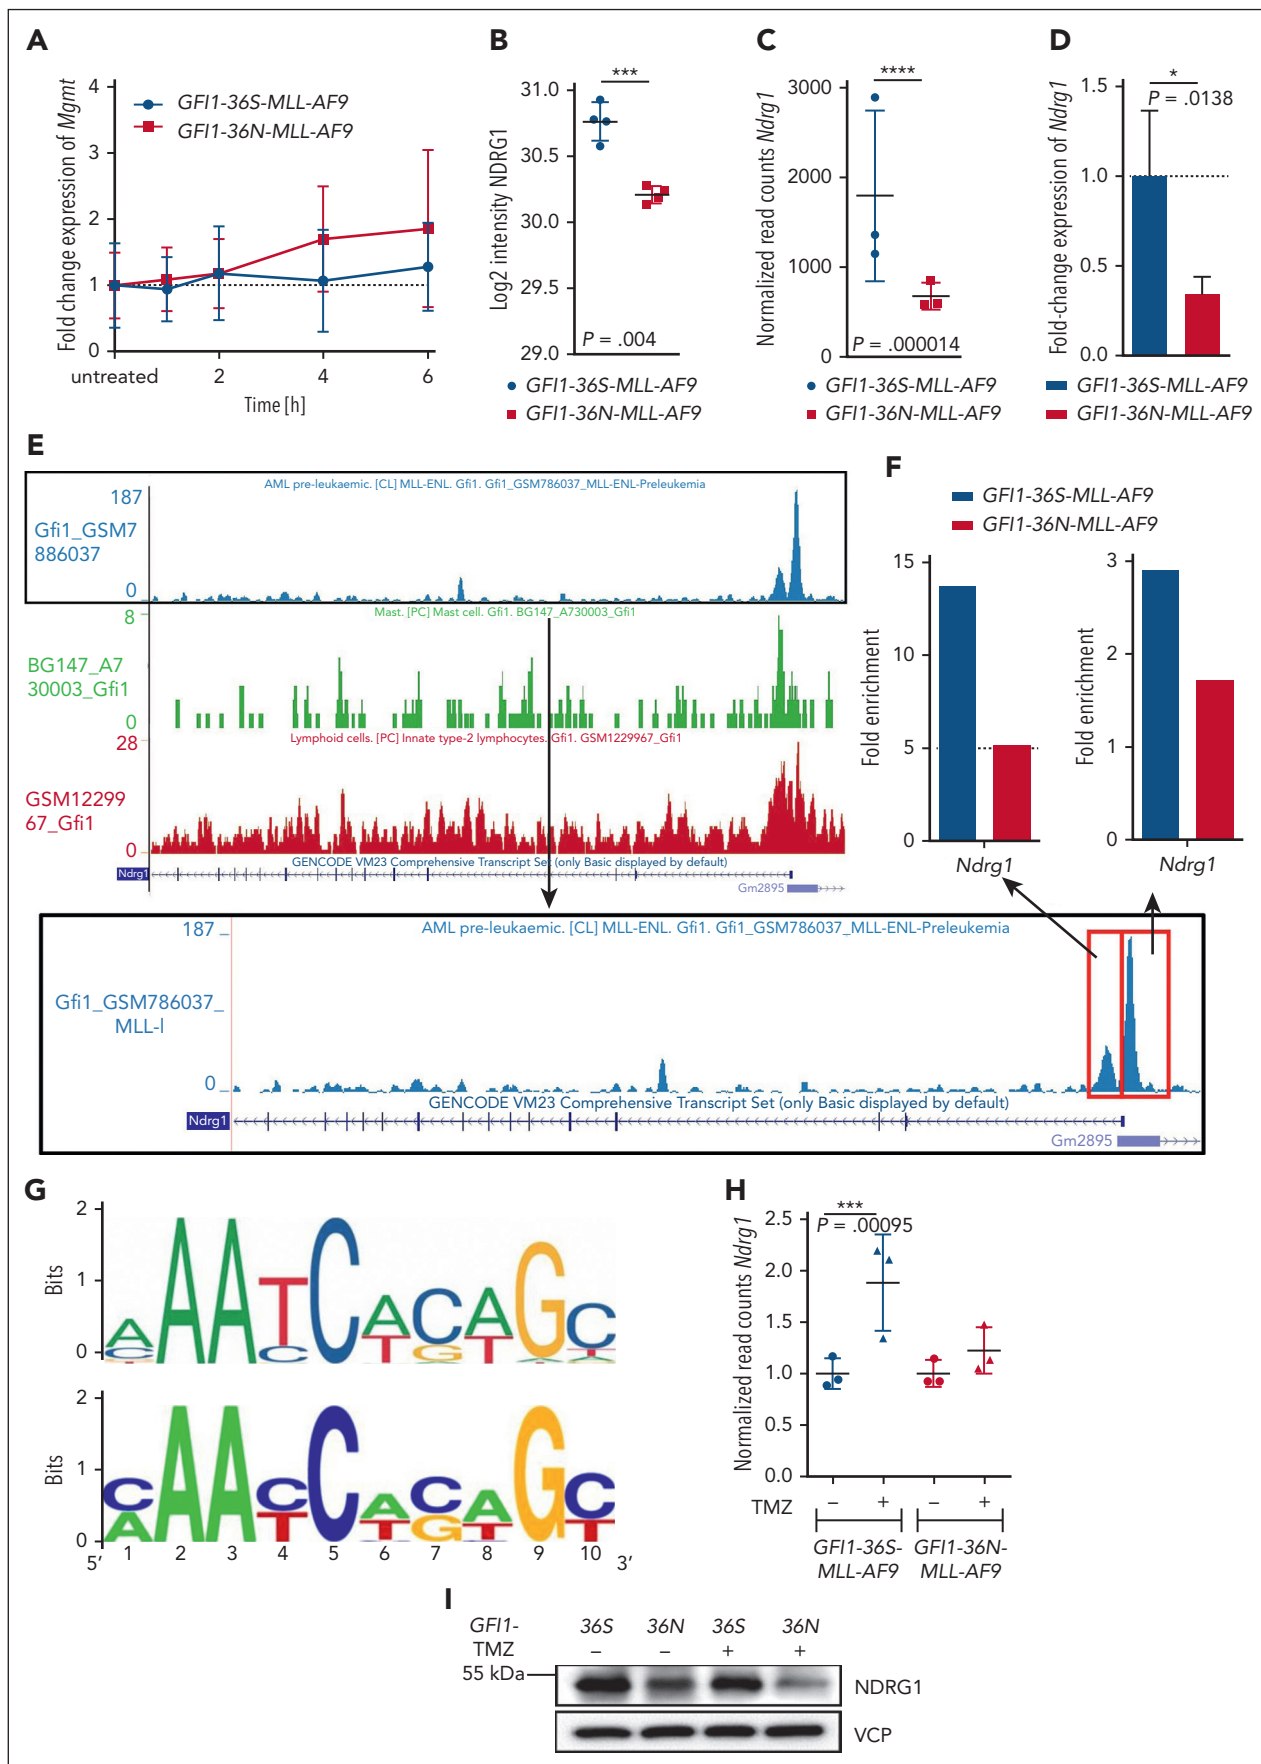 A
Fold change expression of Mgmt
4
3
2
1
0
GFI1-36S-MLL-AF9
GFI1-36N-MLL-AF9
untreated
2
4
6
Time [h]
B
Log2 intensity NDRG1
31.0
30.5
30.0
29.5
29.0
***
P = .004
GFI1-36S-MLL-AF9
GFI1-36N-MLL-AF9
C
Normalized read counts Ndrg1
3000
2000
1000
0
****
P = .000014
GFI1-36S-MLL-AF9
GFI1-36N-MLL-AF9
D
Fold-change expression of Ndrg1
1.5
1.0
0.5
0.0
*
P = .0138
GFI1-36S-MLL-AF9
GFI1-36N-MLL-AF9
E
AML pre-leukaemic. [CL] MLL-ENL. Gfi1. Gfi1_GSM786037_MLL-ENL-Preleukemia
187
Gfi1_GSM7
886037
0
Mast. [PC] Mast cell. Gfi1. BG147_A730003_Gfi1
8
BG147_A7
30003_Gfi1
0
Lymphoid cells. [PC] Innate type-2 lymphocytes. Gfi1. GSM1229967_Gfi1
28
GSM12299
67_Gfi1
0
GENCODE VM23 Comprehensive Transcript Set (only Basic displayed by default)
Ndrg1
Gm2895
AML pre-leukaemic. [CL] MLL-ENL. Gfi1. Gfi1_GSM786037_MLL-ENL-Preleukemia
187
Gfi1_GSM786037_
MLL-l
0
GENCODE VM23 Comprehensive Transcript Set (only Basic displayed by default)
Ndrg1
Gm2895
F
GFI1-36S-MLL-AF9
GFI1-36N-MLL-AF9
Fold enrichment
15
10
5
0
Ndrg1
Fold enrichment
3
2
1
0
Ndrg1
G
Bits
2
1
0
AAATCACAGC
CTCTGTGT
Bits
2
1
0
CAACCACAGC
ATTGTT
5′ 1 2 3 4 5 6 7 8 9 10 3′
H
Normalized read counts Ndrg1
2.5
2.0
1.5
1.0
0.5
0.0
***
P = .00095
TMZ − + − +
GFI1-36S-
MLL-AF9
GFI1-36N-
MLL-AF9
I
GFI1- 36S 36N 36S 36N
TMZ − − + +
55 kDa
NDRG1
VCP